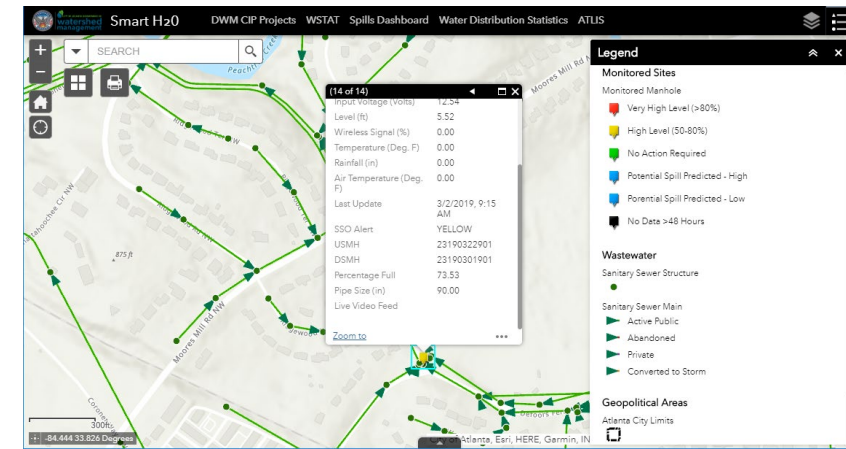 watershed
management
Smart H20
DWM CIP Projects WSTAT Spills Dashboard Water Distribution Statistics ATLIS
SEARCH
Legend
Monitored Sites
Monitored Manhole
Very High Level (>80%)
High Level (50-80%)
No Action Required
Potential Spill Predicted - High
Porential Spill Predicted - Low
No Data >48 Hours
Wastewater
Sanitary Sewer Structure
Sanitary Sewer Main
Active Public
Abandoned
Private
Converted to Storm
Geopolitical Areas
Atlanta City Limits
(14 of 14)
Input Voltage (Volts) 12.54
Level (ft) 5.52
Wireless Signal (%) 0.00
Temperature (Deg. F) 0.00
Rainfall (in) 0.00
Air Temperature (Deg. 0.00
F)
Last Update 3/2/2019, 9:15
AM
SSO Alert YELLOW
USMH 23190322901
DSMH 23190301901
Percentage Full 73.53
Pipe Size (in) 90.00
Live Video Feed
Zoom to
Moores Mill Rd
875 ft
Moores Mill Rd NW
300ft
-84.444 33.826 Degrees
City of Atlanta, Esri, HERE, Garmin, IN